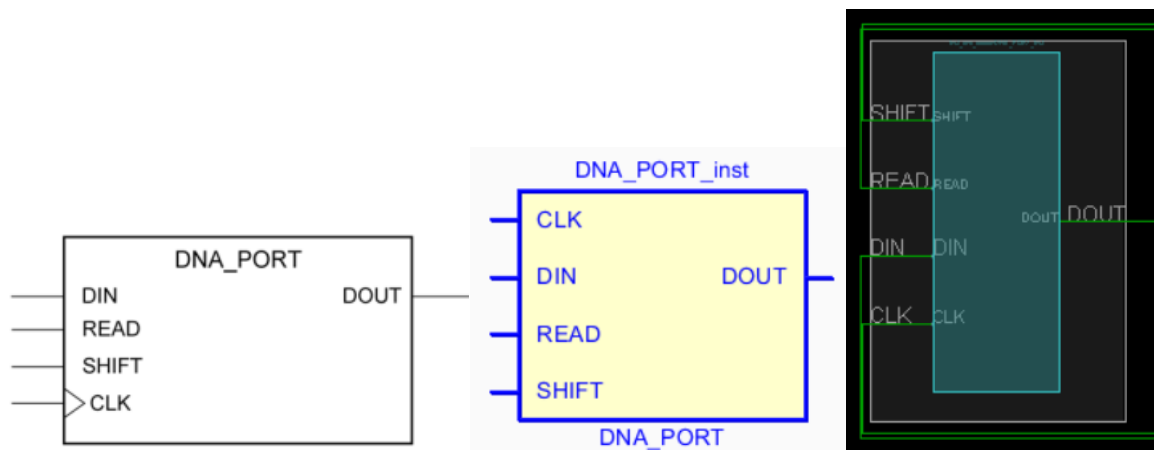 DNA_PORT
DIN
DOUT
READ
SHIFT
CLK
DNA_PORT_inst
CLK
DIN
DOUT
READ
SHIFT
DNA_PORT
SHIFT SHIFT
READ READ
DOUT DOUT
DIN DIN
CLK CLK